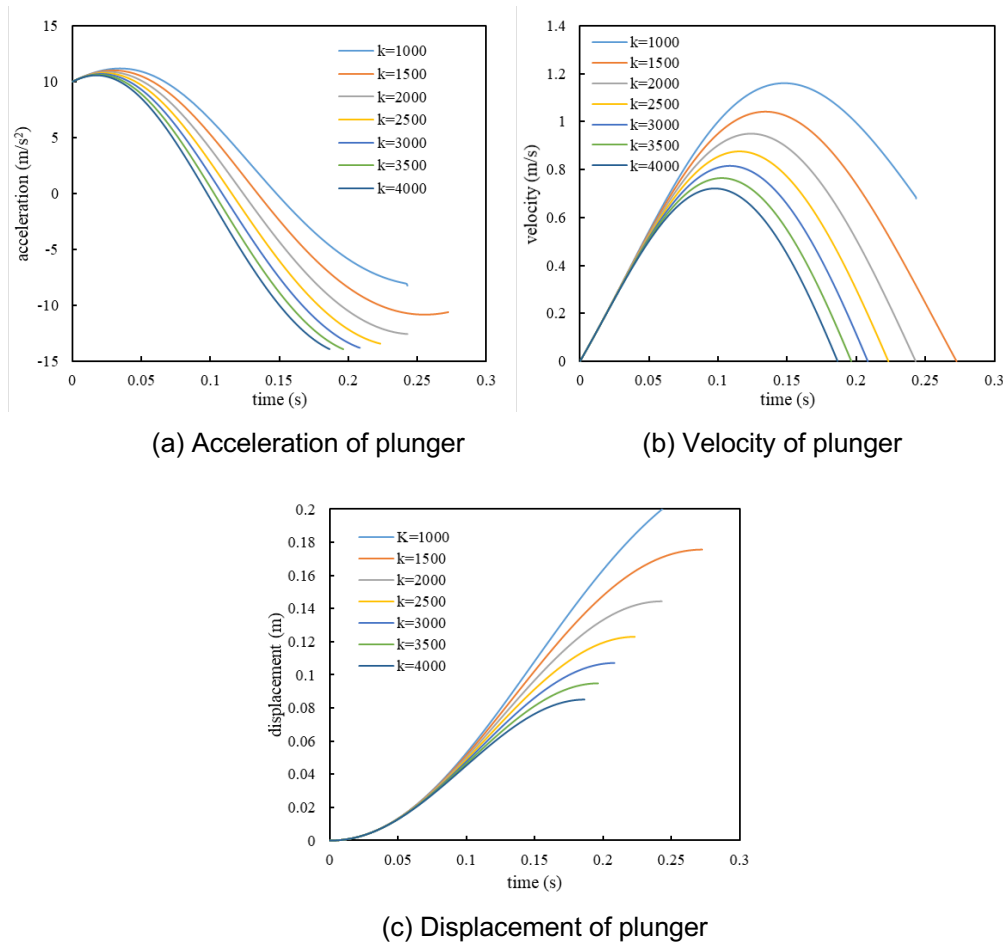 15
10
5
0
-5
-10
-15
acceleration (m/s²)
0 0.05 0.1 0.15 0.2 0.25 0.3
time (s)
k=1000
k=1500
k=2000
k=2500
k=3000
k=3500
k=4000
(a) Acceleration of plunger
1.4
1.2
1
0.8
0.6
0.4
0.2
0
velocity (m/s)
0 0.05 0.1 0.15 0.2 0.25 0.3
time (s)
k=1000
k=1500
k=2000
k=2500
k=3000
k=3500
k=4000
(b) Velocity of plunger
0.2
0.18
0.16
0.14
0.12
0.1
0.08
0.06
0.04
0.02
0
displacement (m)
0 0.05 0.1 0.15 0.2 0.25 0.3
time (s)
K=1000
k=1500
k=2000
k=2500
k=3000
k=3500
k=4000
(c) Displacement of plunger